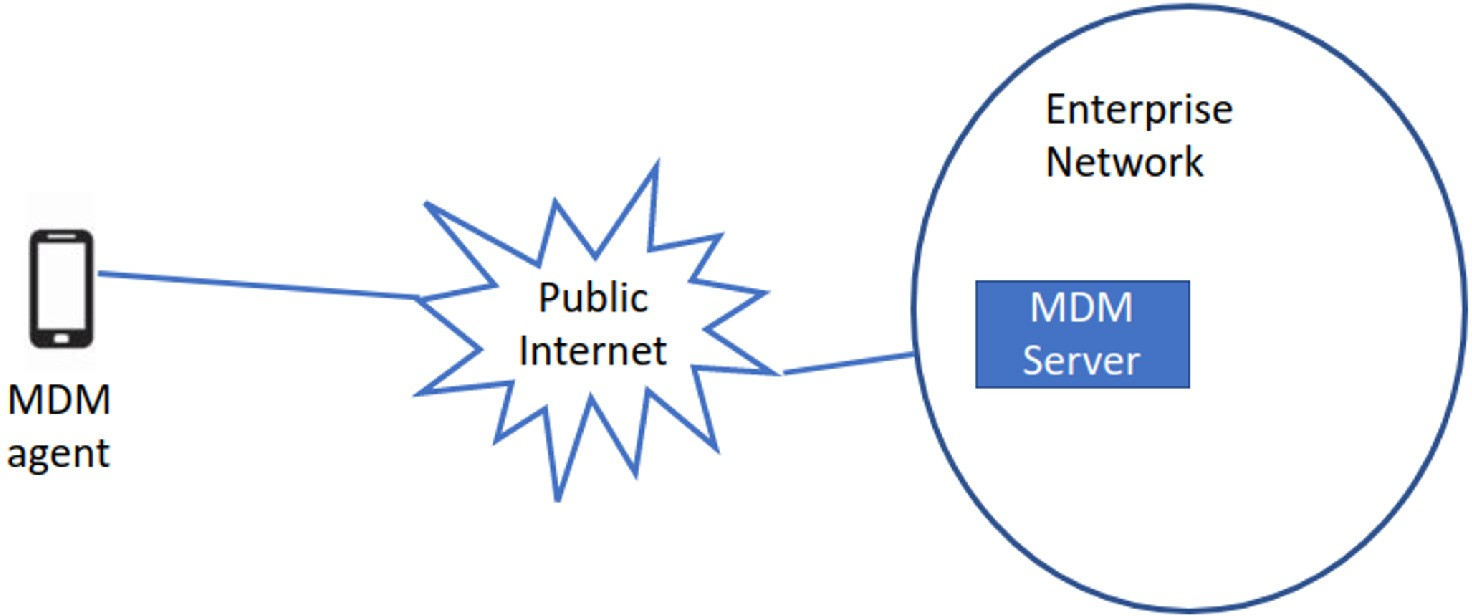 MDM
agent
Public
Internet
Enterprise
Network
MDM
Server